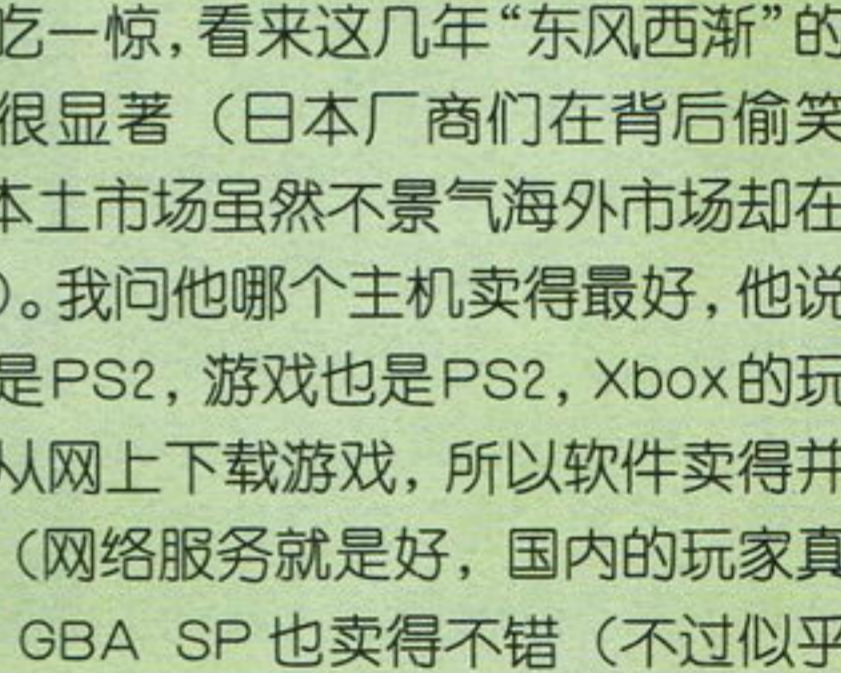 吃一惊，看来这几年“东风西渐”的
很显著（日本厂商们在背后偷笑
本土市场虽然不景气海外市场却在
）。我问他哪个主机卖得最好，他说
是PS2，游戏也是PS2，Xbox的玩
从网上下载游戏，所以软件卖得并
（网络服务就是好，国内的玩家真
GBA SP也卖得不错（不过似乎